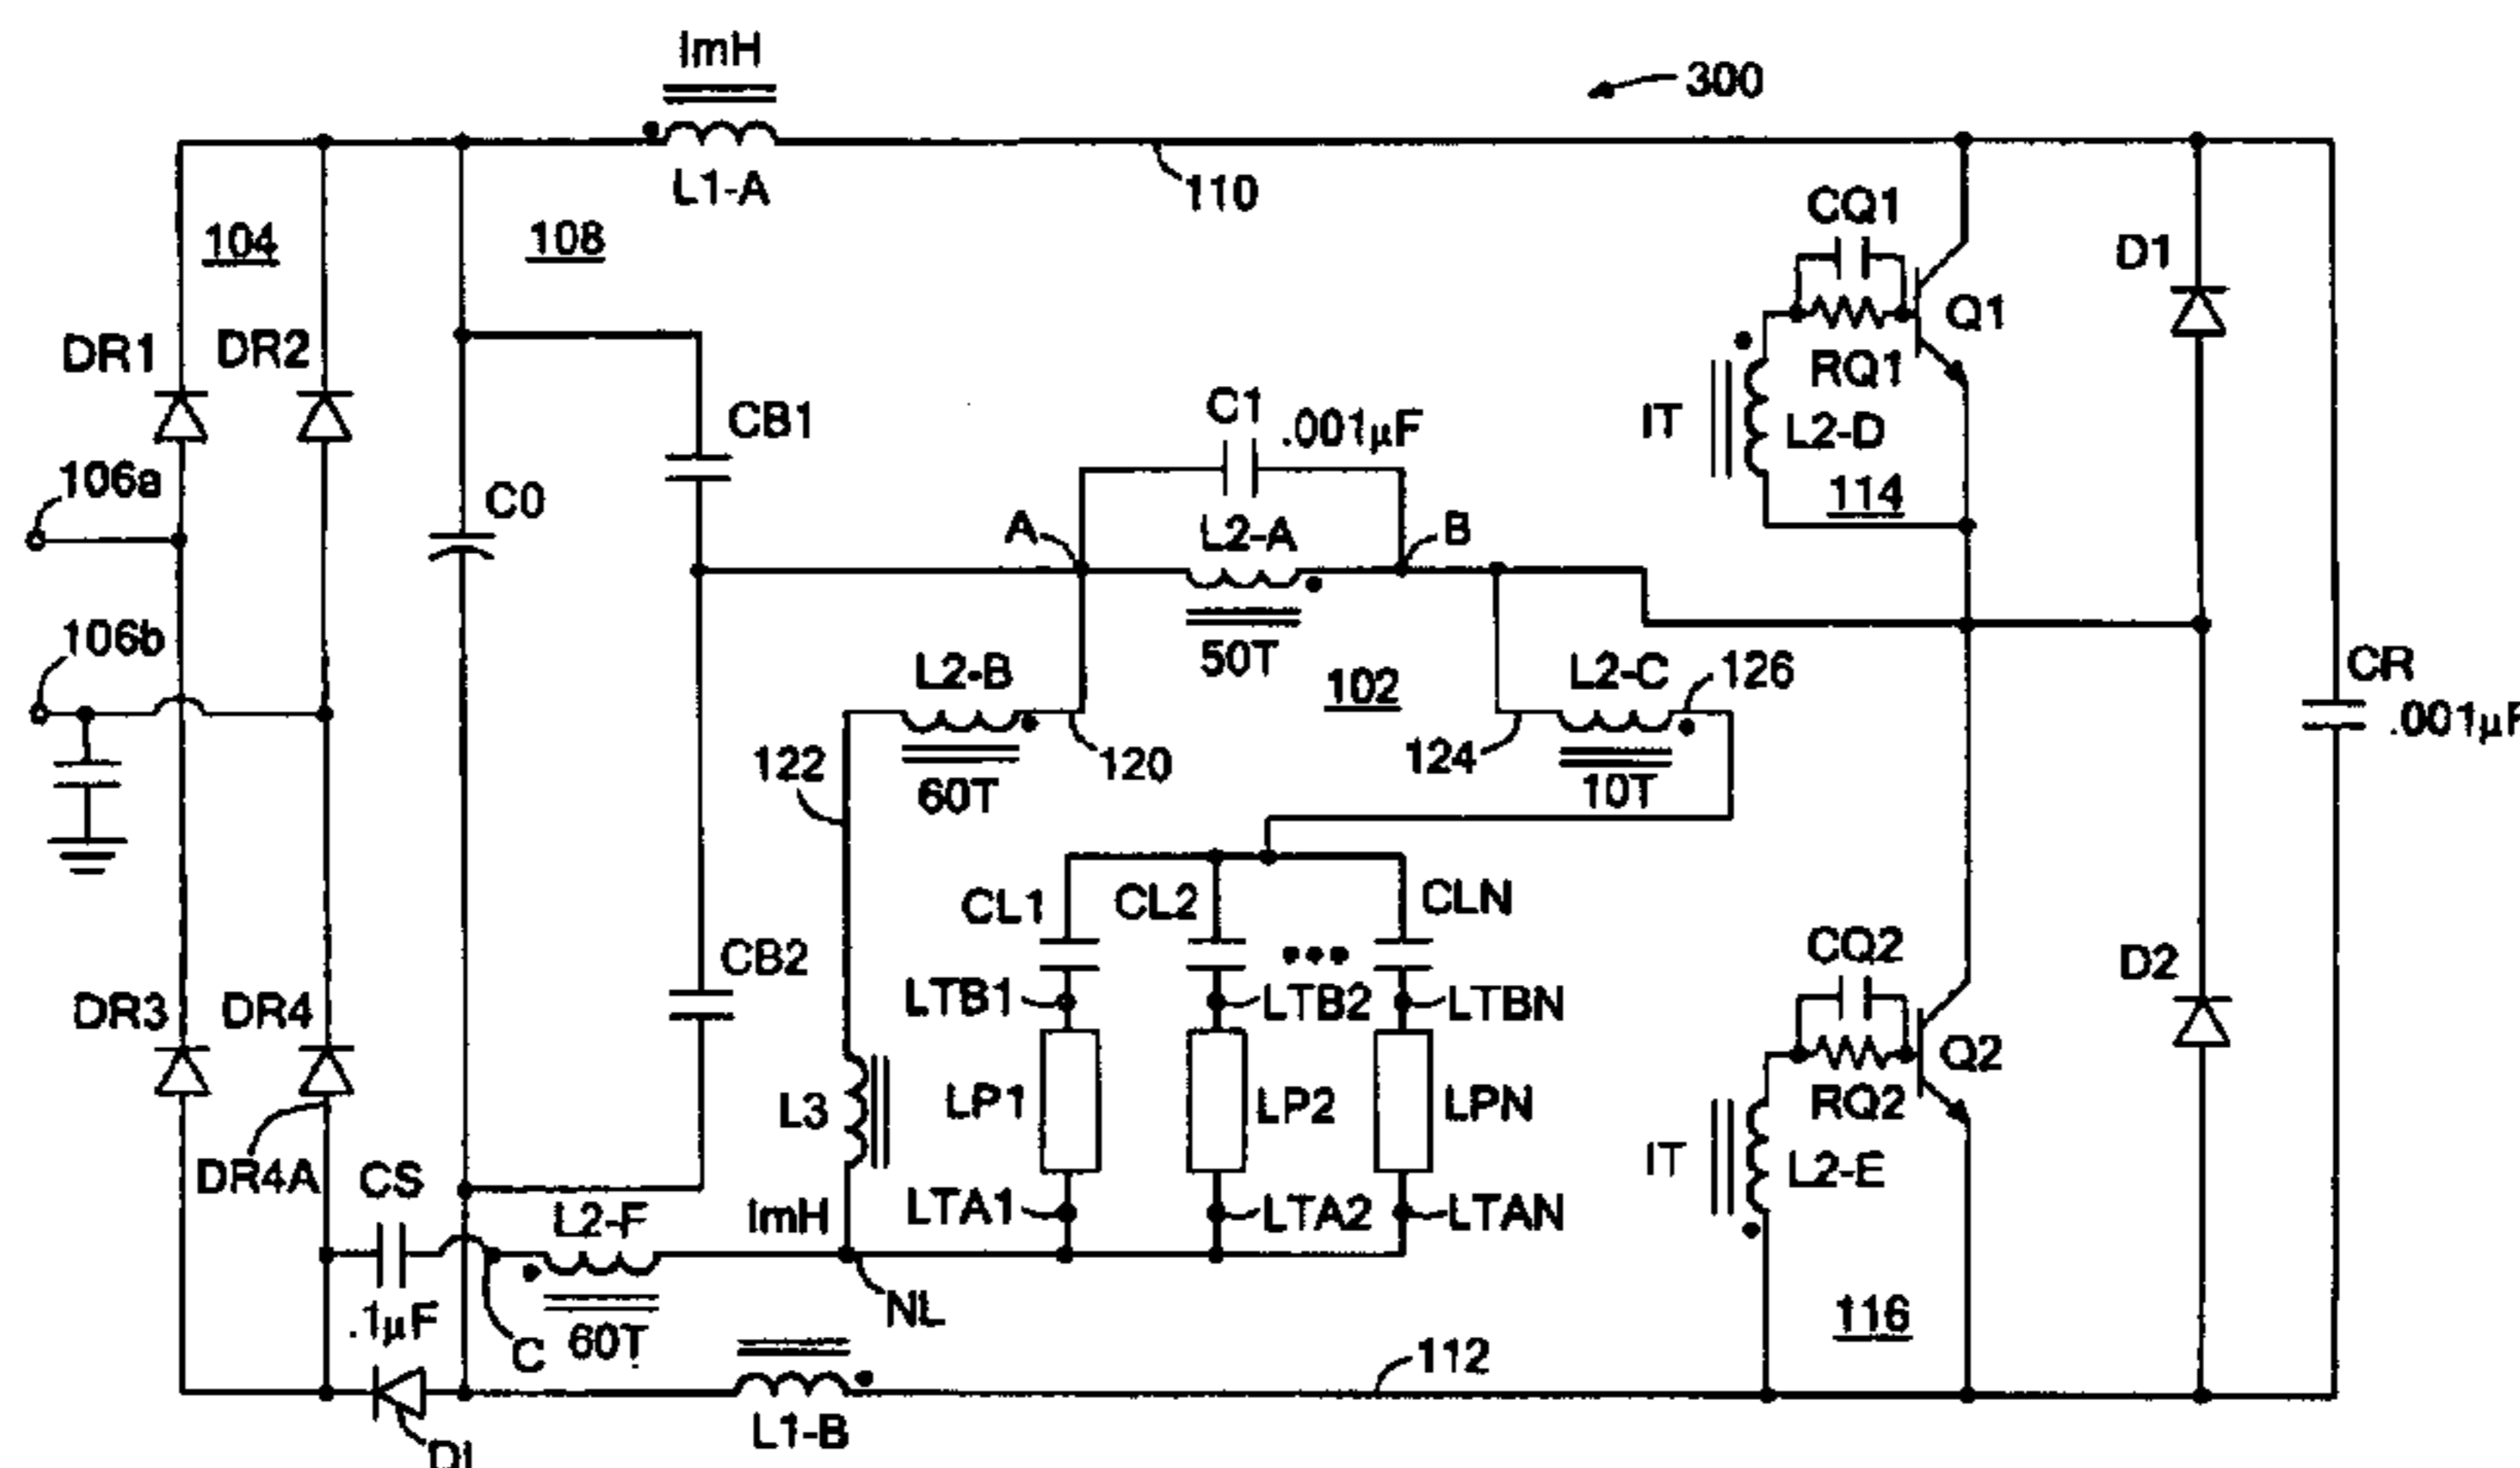 ImH
300
L1-A
110
104
108
CQ1
D1
DR1
DR2
Q1
RQ1
CB1
C1
.001μF
IT
L2-D
106a
C0
114
A
L2-A
B
106b
50T
L2-B
102
L2-C
126
CR
.001μF
122
120
124
60T
10T
CL1
CL2
CLN
CQ2
D2
CB2
LTB1
LTB2
LTBN
DR3
DR4
Q2
RQ2
L3
LP1
LP2
LPN
DR4A
CS
IT
L2-E
L2-F
ImH
LTA1
LTA2
LTAN
.1μF
C
60T
NL
116
112
L1-B